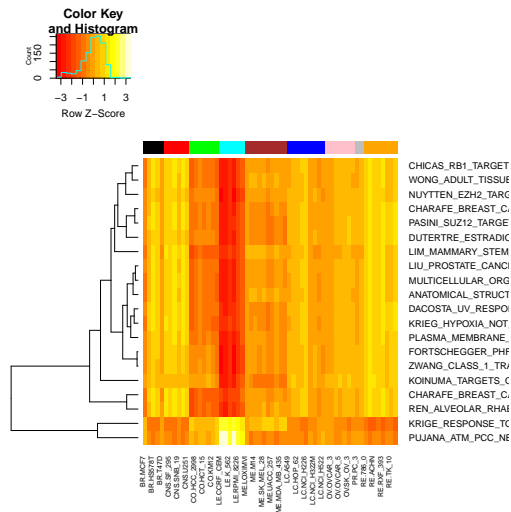 Color Key
and Histogram
Count
0
150
−3
−1
1
3
Row Z−Score
CHICAS_RB1_TARGET
WONG_ADULT_TISSUE
NUYTTEN_EZH2_TARG
CHARAFE_BREAST_CA
PASINI_SUZ12_TARGET
DUTERTRE_ESTRADIO
LIM_MAMMARY_STEM
LIU_PROSTATE_CANC
MULTICELLULAR_ORG
ANATOMICAL_STRUCT
DACOSTA_UV_RESPO
KRIEG_HYPOXIA_NOT_
PLASMA_MEMBRANE_
FORTSCHEGGER_PHF
ZWANG_CLASS_1_TRA
KOINUMA_TARGETS_O
CHARAFE_BREAST_CA
REN_ALVEOLAR_RHAB
KRIGE_RESPONSE_TO
PUJANA_ATM_PCC_NE
BR.MCF7
BR.HS578T
BR.T47D
CNS.SF_295
CNS.SNB_19
CNS.U251
CO.HCC_2998
CO.HCT_15
CO.KM12
LE.CCRF_CEM
LE.K_562
LE.RPMI_8226
ME.LOXIMVI
ME.M14
ME.SK_MEL_28
ME.UACC_257
ME.MDA_MB_435
LC.A549
LC.HOP_62
LC.NCI_H226
LC.NCI_H322M
LC.NCI_H522
OV.OVCAR_3
OV.OVCAR_5
OV.SK_OV_3
PR.PC_3
RE.786_0
RE.ACHN
RE.RXF_393
RE.TK_10